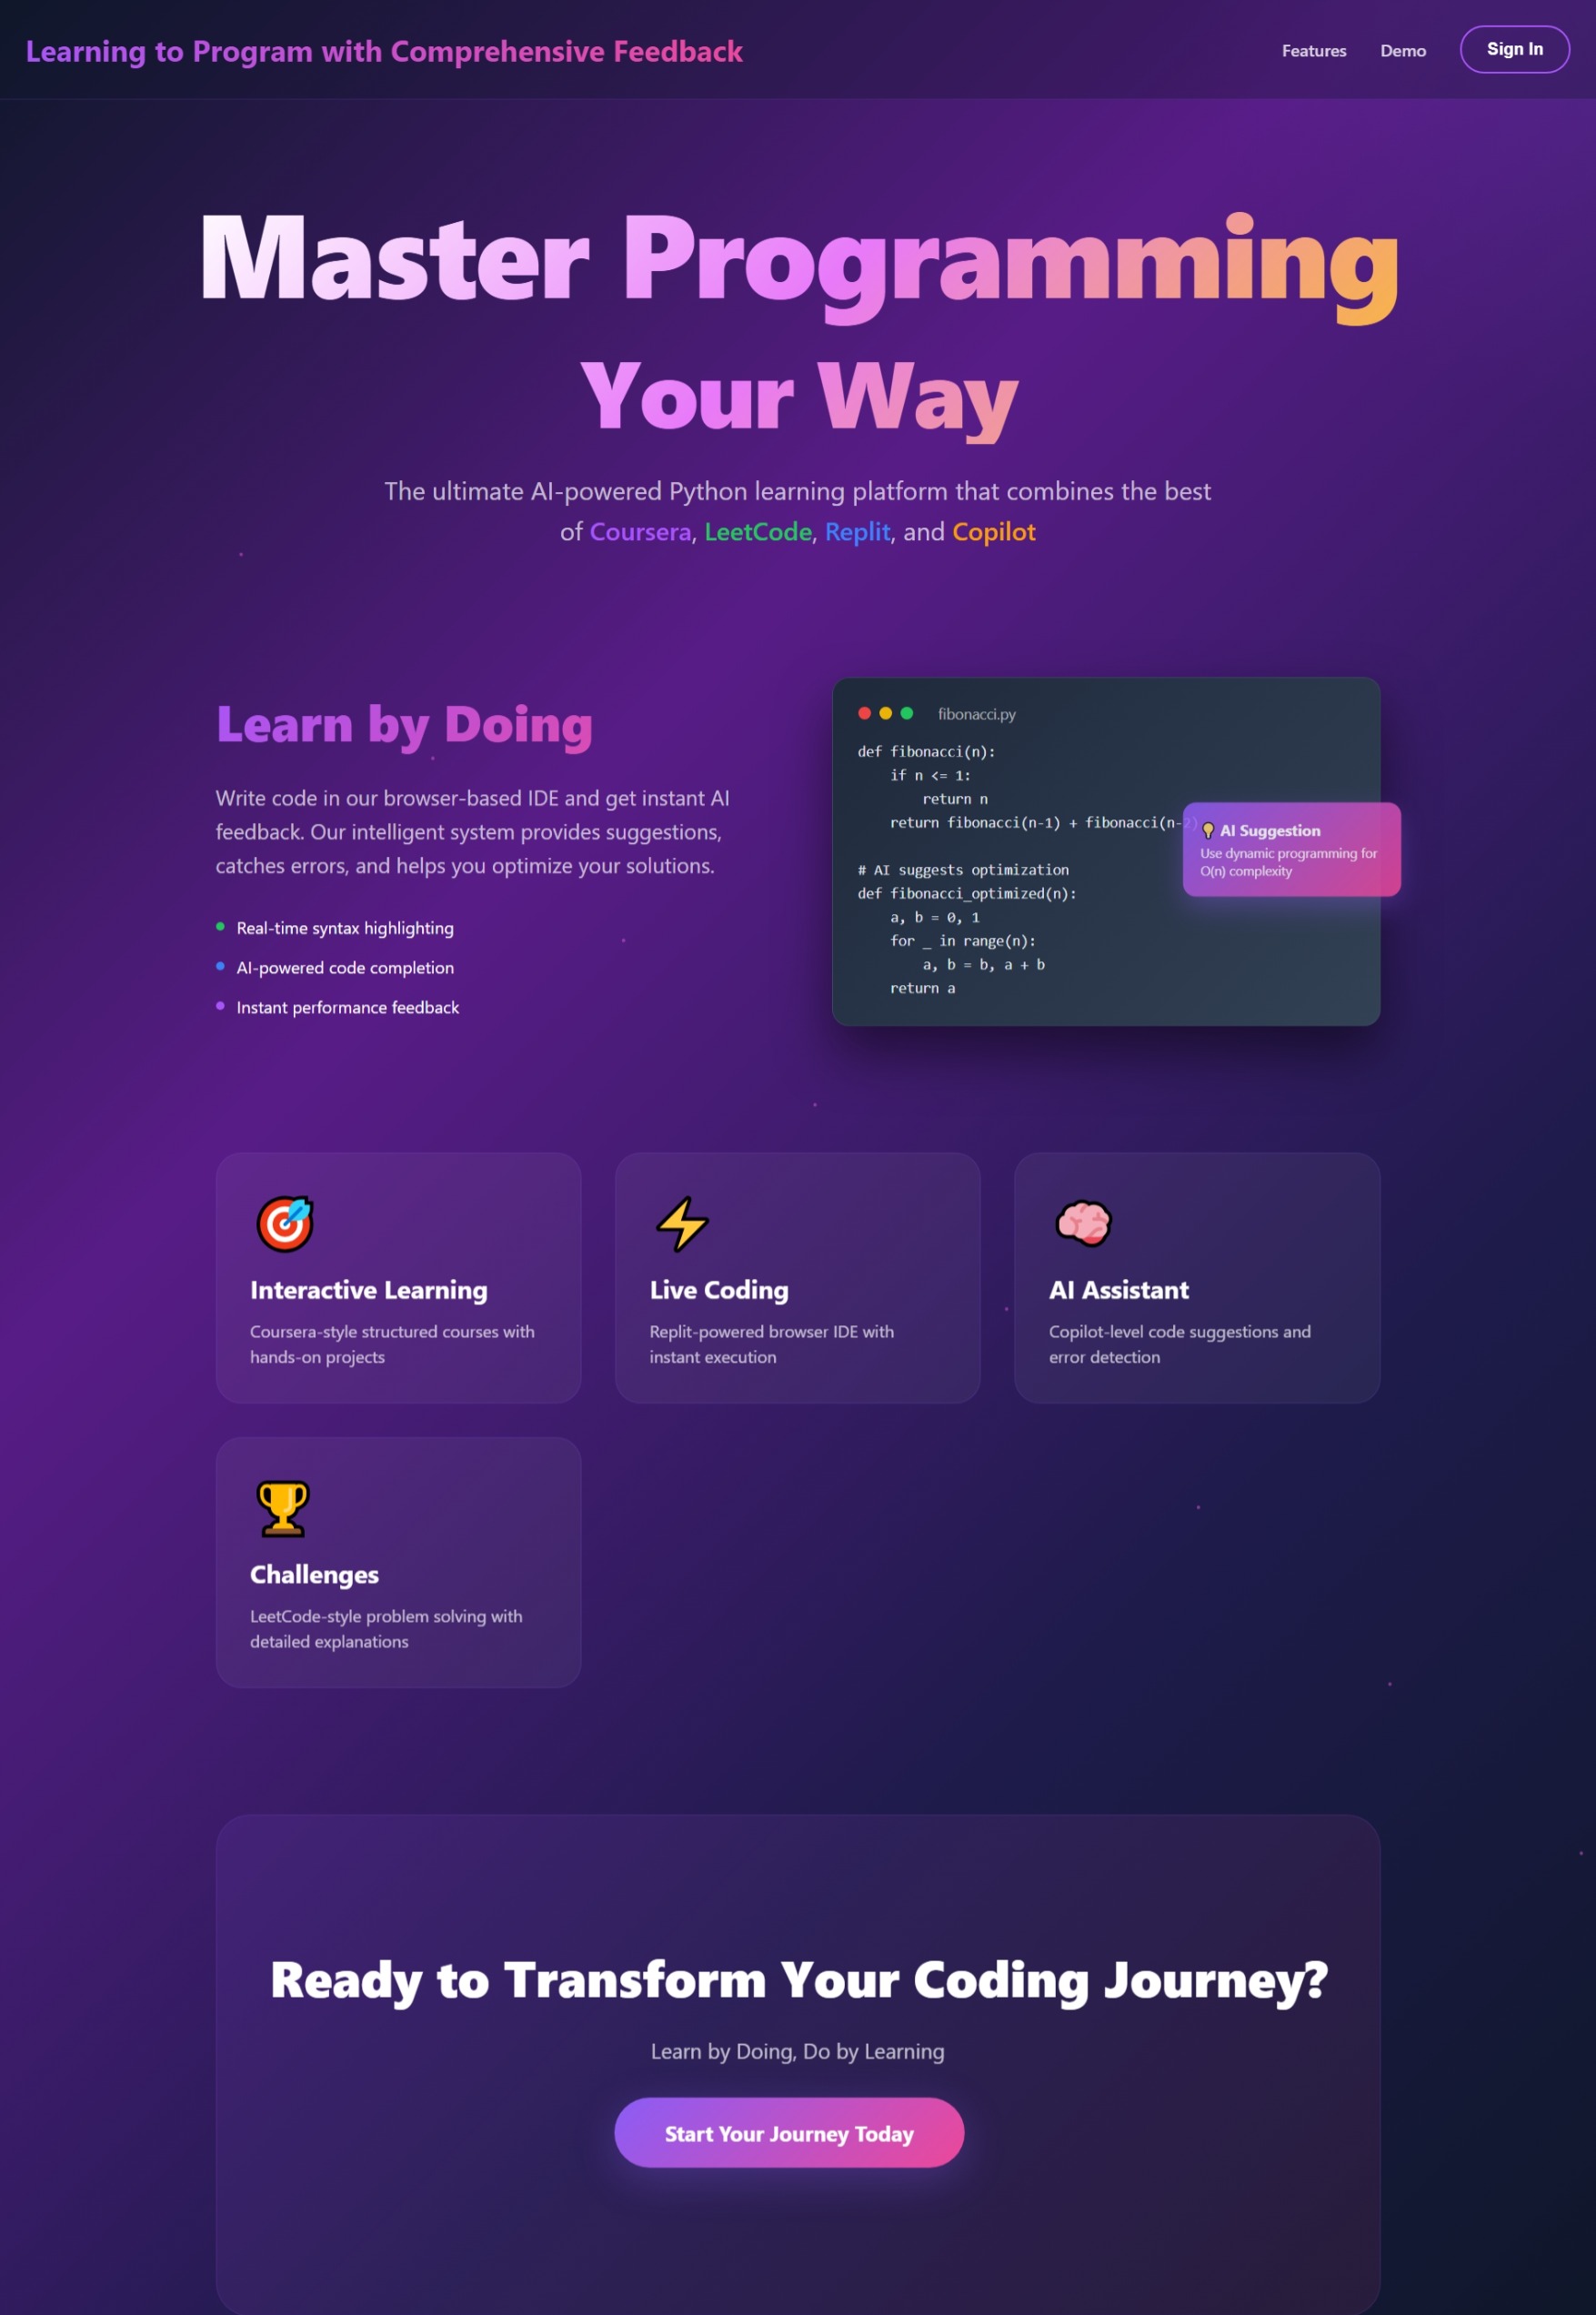 Learning to Program with Comprehensive Feedback
Features
Demo
Sign In
Master Programming
Your Way
The ultimate AI-powered Python learning platform that combines the best
of Coursera, LeetCode, Replit, and Copilot
Learn by Doing
Write code in our browser-based IDE and get instant AI
feedback. Our intelligent system provides suggestions,
catches errors, and helps you optimize your solutions.
Real-time syntax highlighting
AI-powered code completion
Instant performance feedback
fibonacci.py
def fibonacci(n):
    if n <= 1:
        return n
    return fibonacci(n-1) + fibonacci(n-2)
# AI suggests optimization
def fibonacci_optimized(n):
    a, b = 0, 1
    for _ in range(n):
        a, b = b, a + b
    return a
💡 AI Suggestion
Use dynamic programming for
O(n) complexity
Interactive Learning
Coursera-style structured courses with
hands-on projects
Live Coding
Replit-powered browser IDE with
instant execution
AI Assistant
Copilot-level code suggestions and
error detection
Challenges
LeetCode-style problem solving with
detailed explanations
Ready to Transform Your Coding Journey?
Learn by Doing, Do by Learning
Start Your Journey Today